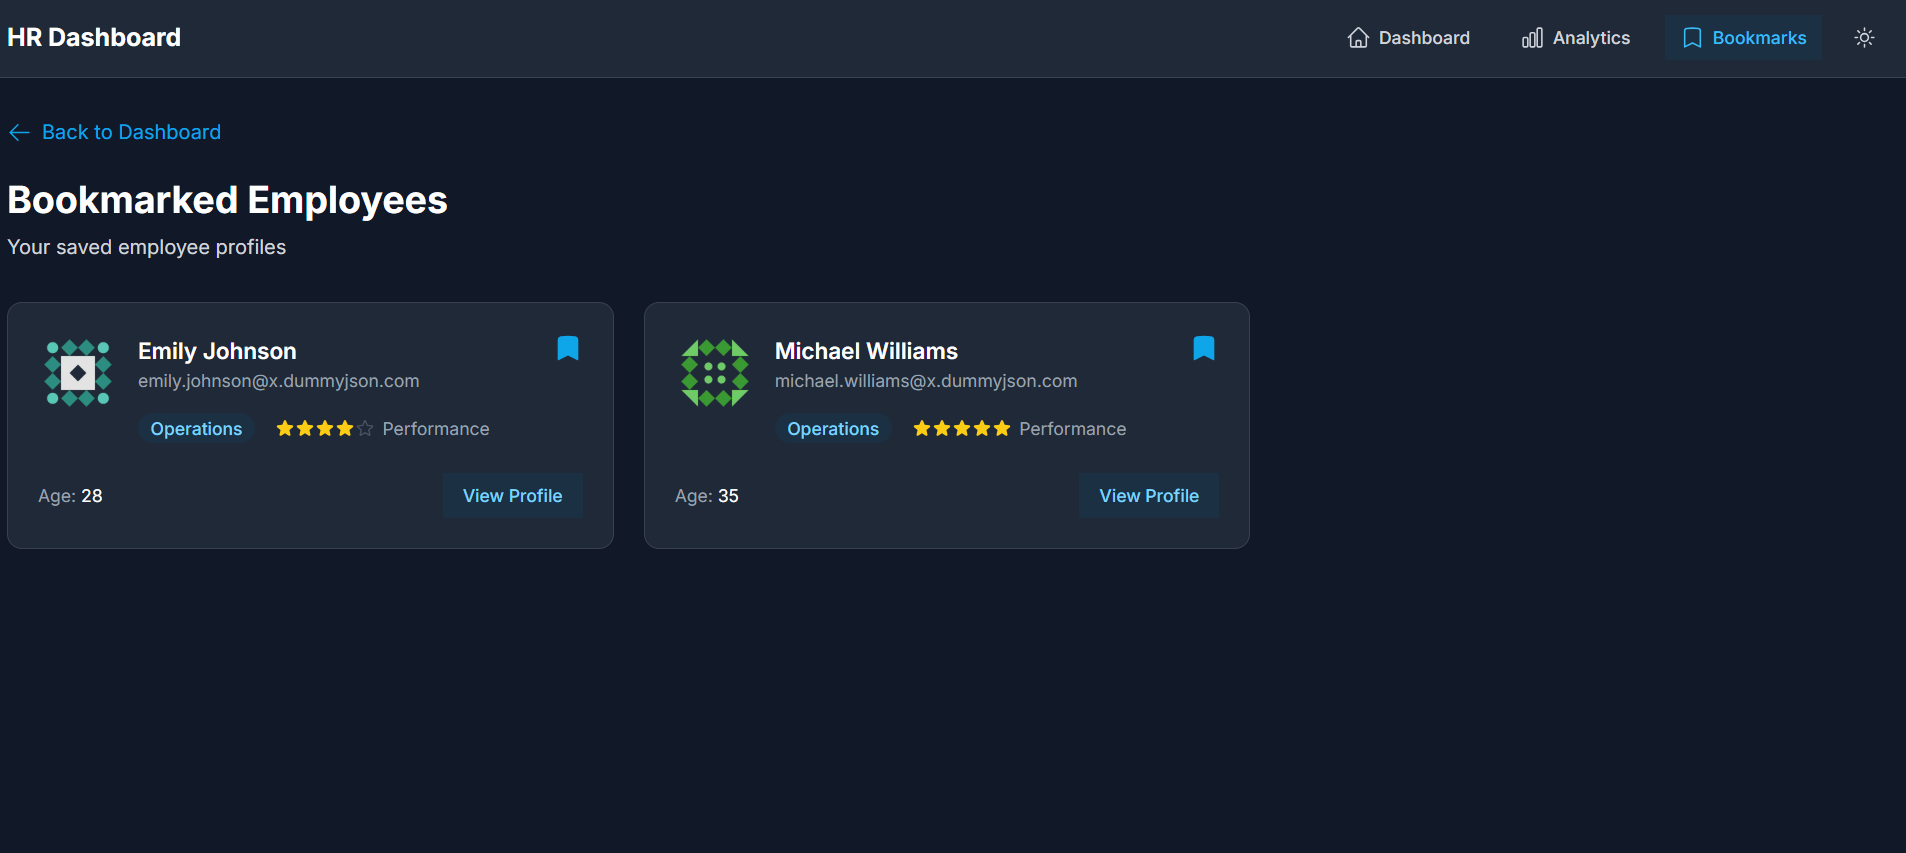 HR Dashboard
Dashboard
Analytics
Bookmarks
Back to Dashboard
Bookmarked Employees
Your saved employee profiles
Emily Johnson
emily.johnson@x.dummyjson.com
Operations
Performance
Age: 28
View Profile
Michael Williams
michael.williams@x.dummyjson.com
Operations
Performance
Age: 35
View Profile